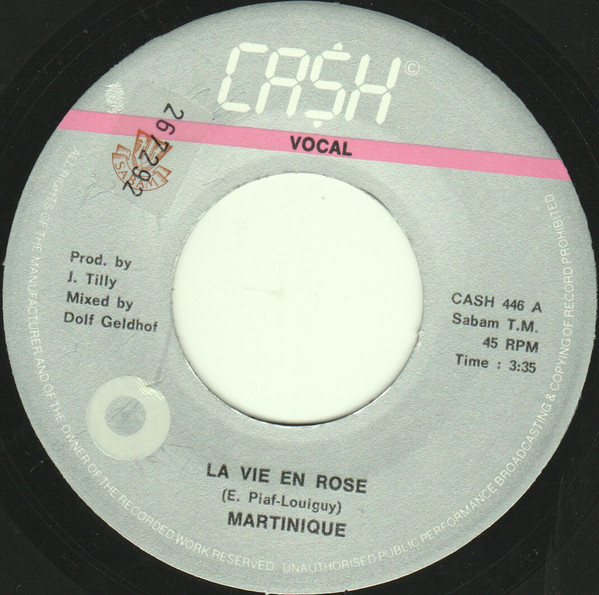 CA$H ©
VOCAL
SABAM
267292
Prod. by
J. Tilly
Mixed by
Dolf Geldhof
CASH 446 A
Sabam T.M.
45 RPM
Time : 3:35
LA VIE EN ROSE
(E. Piaf-Louiguy)
MARTINIQUE
ALL RIGHTS OF THE MANUFACTURER AND OF THE OWNER OF THE RECORDED WORK RESERVED. UNAUTHORISED PUBLIC PERFORMANCE BROADCASTING & COPYING OF RECORD PROHIBITED